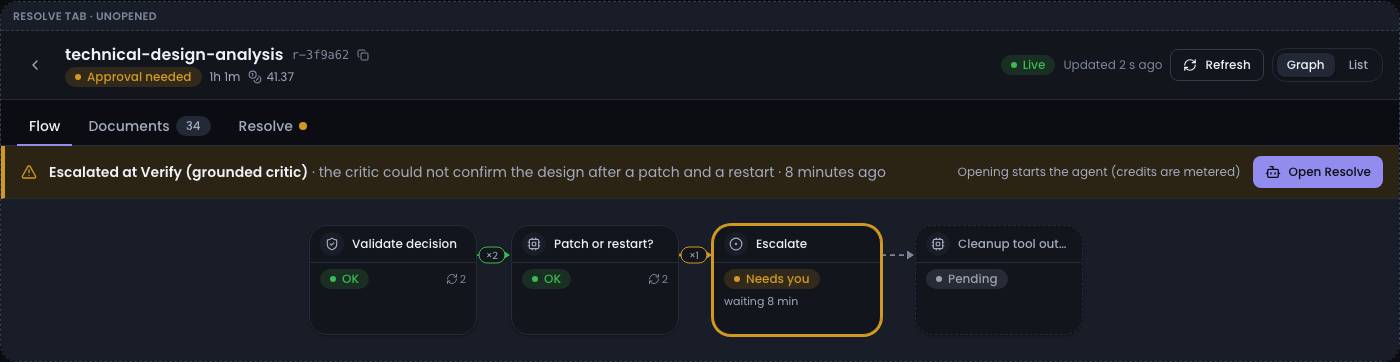 RESOLVE TAB · UNOPENED
technical-design-analysis r–3f9a62
Approval needed 1h 1m 41.37
Live Updated 2 s ago Refresh Graph List
Flow Documents 34 Resolve
Escalated at Verify (grounded critic) · the critic could not confirm the design after a patch and a restart · 8 minutes ago
Opening starts the agent (credits are metered) Open Resolve
Validate decision
OK 2
×2
Patch or restart?
OK 2
×1
Escalate
Needs you
waiting 8 min
Cleanup tool out...
Pending